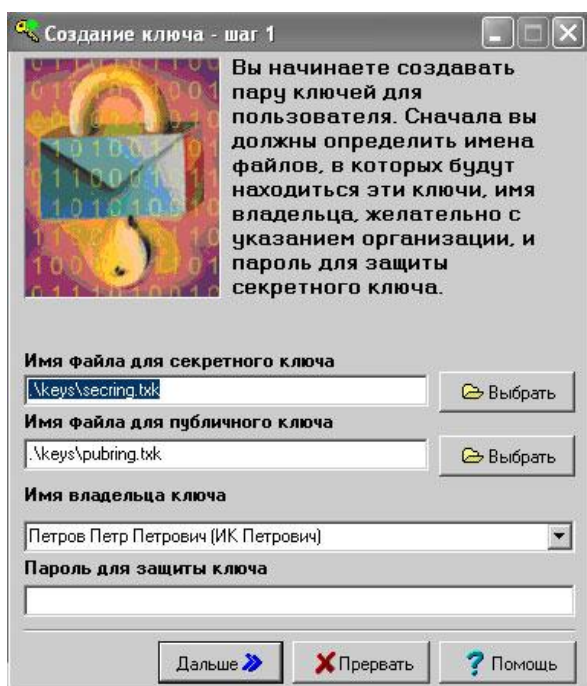 Создание ключа - шаг 1
Вы начинаете создавать
пару ключей для
пользователя. Сначала вы
должны определить имена
файлов, в которых будут
находиться эти ключи, имя
владельца, желательно с
указанием организации, и
пароль для защиты
секретного ключа.
Имя файла для секретного ключа
.\keys\secring.txk
Выбрать
Имя файла для публичного ключа
.\keys\pubring.txk
Выбрать
Имя владельца ключа
Петров Петр Петрович (ИК Петрович)
Пароль для защиты ключа
Дальше
Прервать
? Помощь